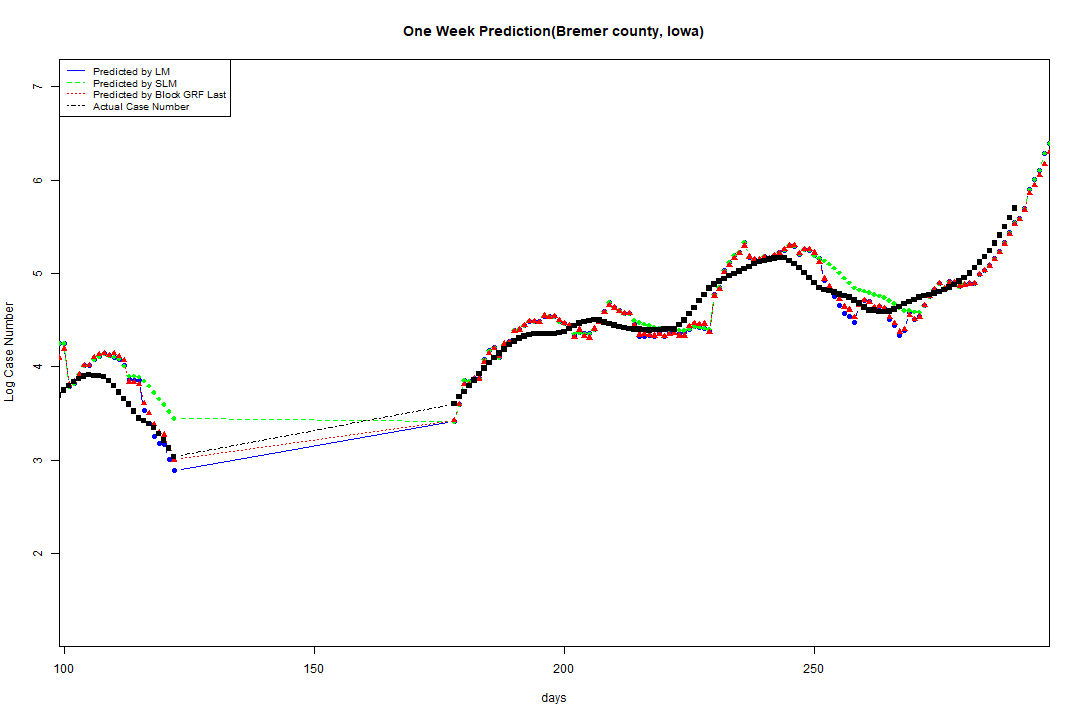 One Week Prediction(Bremer county, Iowa)
Predicted by LM
Predicted by SLM
Predicted by Block GRF Last
Actual Case Number
7
6
5
4
3
2
Log Case Number
100 150 200 250
days